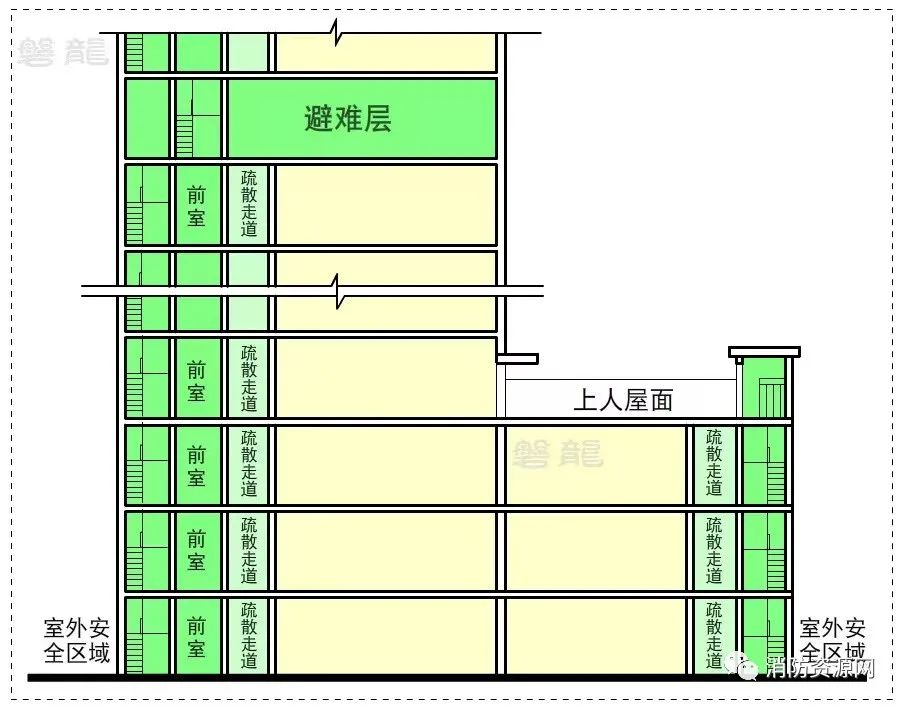 磐龍
避难层
前室
疏散走道
前室
疏散走道
上人屋面
前室
疏散走道
磐龍
疏散走道
前室
疏散走道
疏散走道
室外安
全区域
前室
疏散走道
疏散走道
室外安
全区域
消防资源网